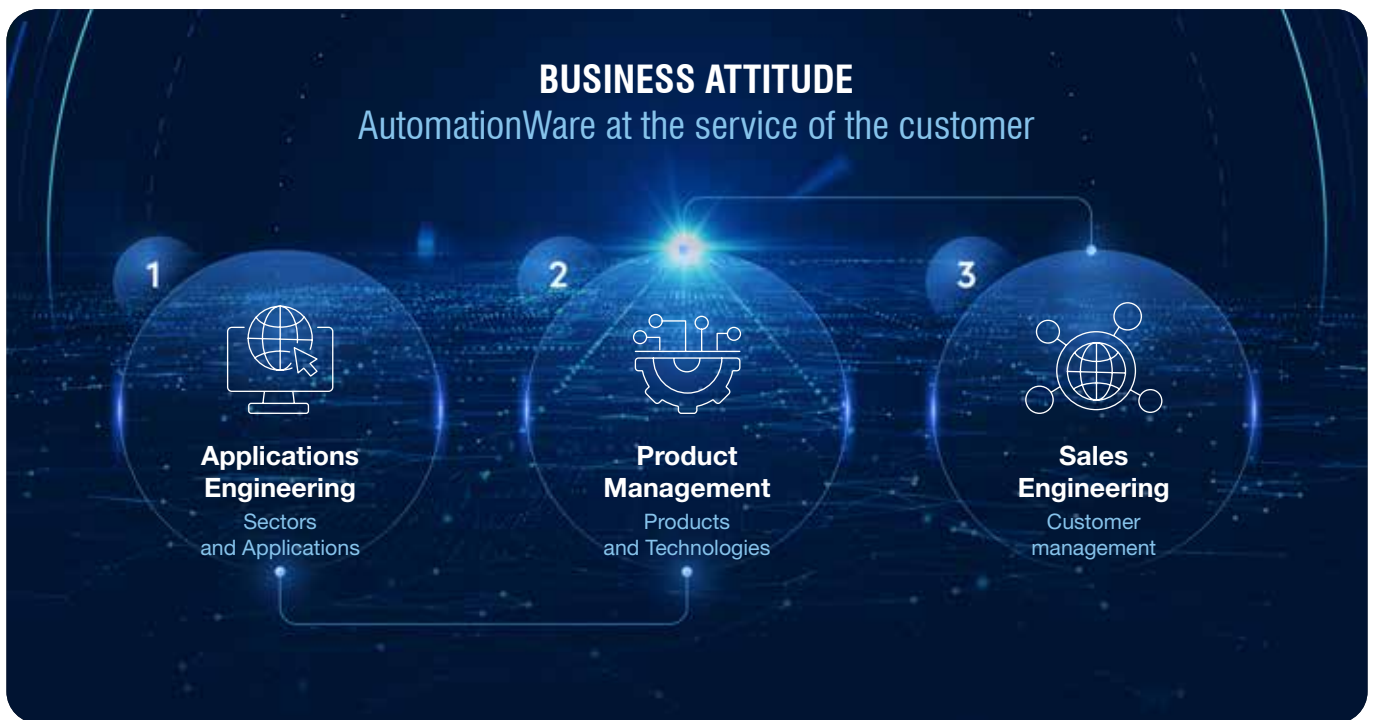 BUSINESS ATTITUDE
AutomationWare at the service of the customer
1
Applications
Engineering
Sectors
and Applications
2
Product
Management
Products
and Technologies
3
Sales
Engineering
Customer
management